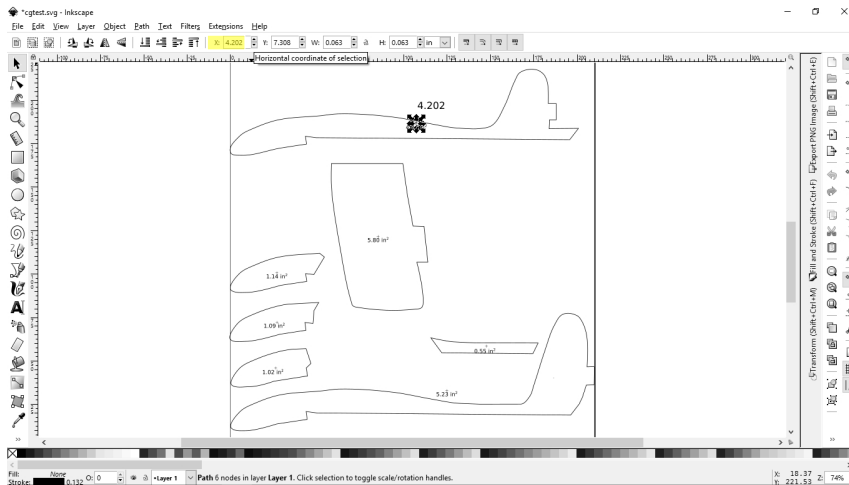 *cgtest.svg - Inkscape
File Edit View Layer Object Path Text Filters Extensions Help
X: 4.202 Y: 7.308 W: 0.063 H: 0.063 in
Horizontal coordinate of selection
4.202
5.80 in²
1.14 in²
1.09 in²
0.55 in²
1.02 in²
5.23 in²
Export PNG Image (Shift+Ctrl+E)
Fill and Stroke (Shift+Ctrl+F)
Transform (Shift+Ctrl+M)
Fill: None
Stroke: 0.132 O: 0 •Layer 1 Path 6 nodes in layer Layer 1. Click selection to toggle scale/rotation handles.
X: 18.37
Y: 221.53 Z: 74%